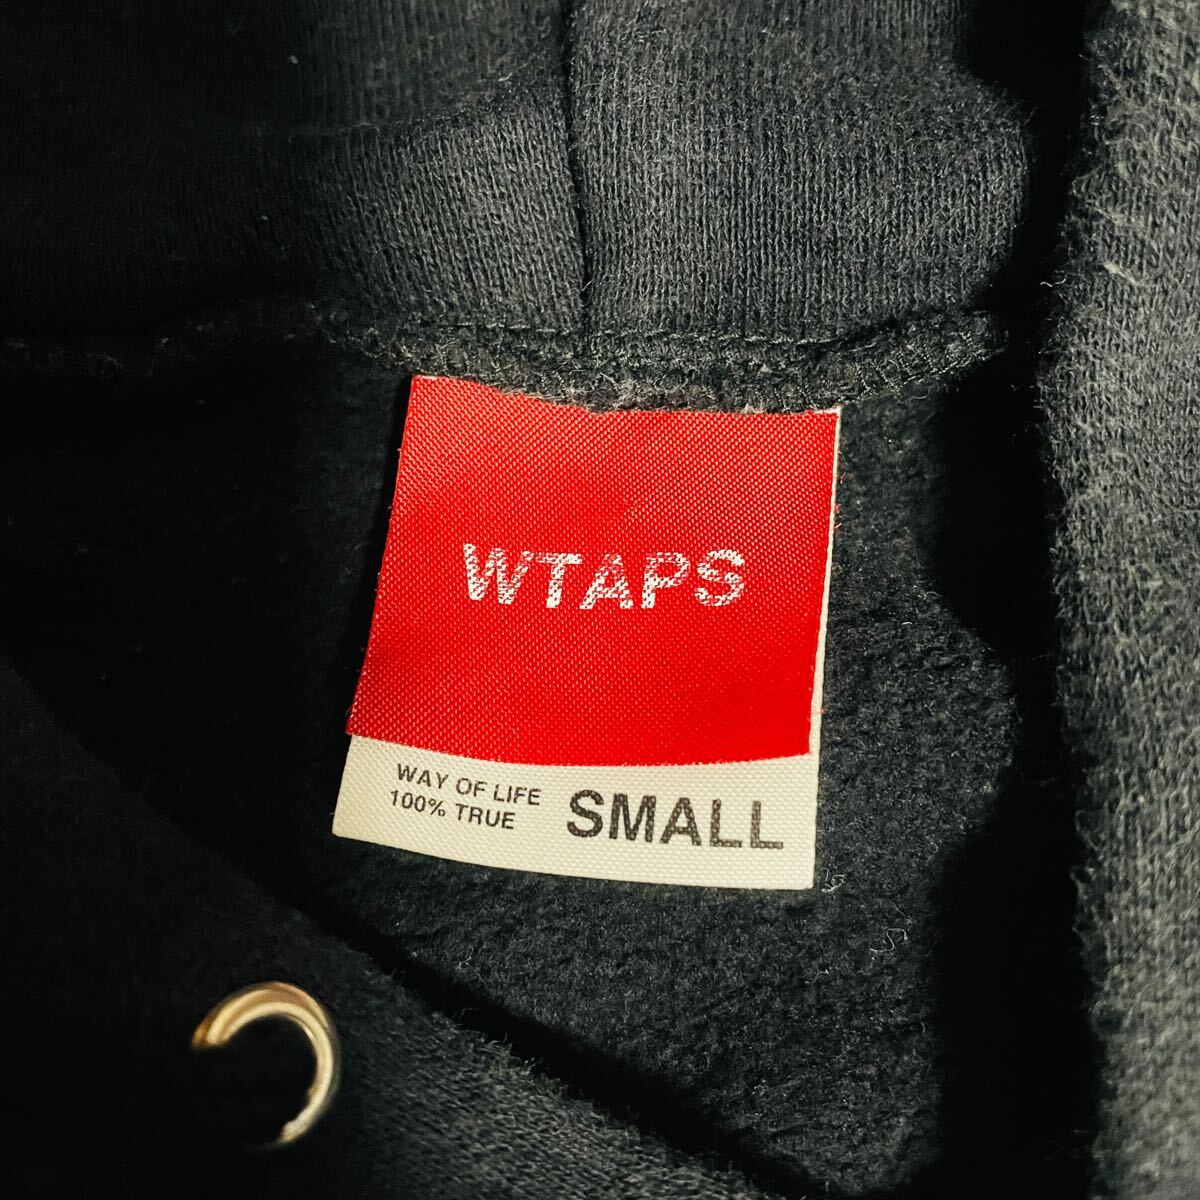 WTAPS
WAY OF LIFE
100% TRUE
SMALL